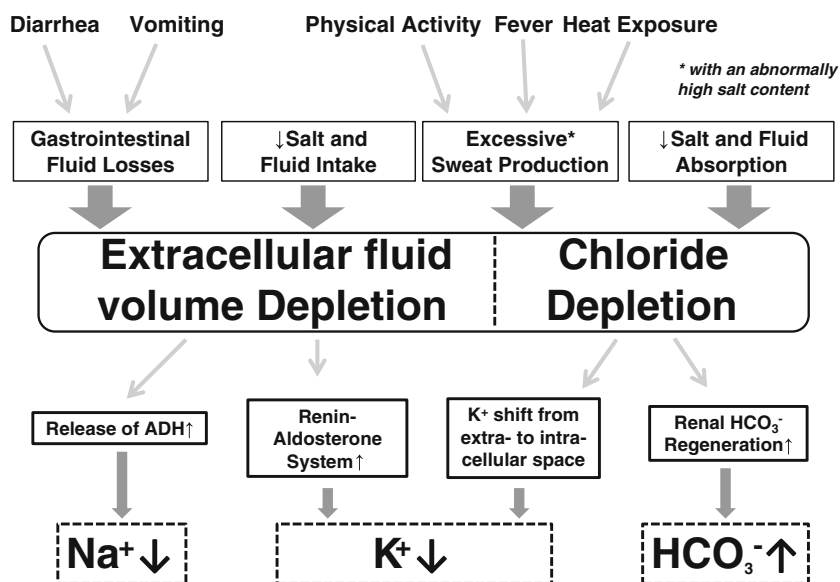 Diarrhea Vomiting Physical Activity Fever Heat Exposure
* with an abnormally
high salt content
Gastrointestinal
Fluid Losses
↓Salt and
Fluid Intake
Excessive*
Sweat Production
↓Salt and Fluid
Absorption
Extracellular fluid
volume Depletion
Chloride
Depletion
Release of ADH↑
Renin-
Aldosterone
System↑
K⁺ shift from
extra- to intra-
cellular space
Renal HCO₃⁻
Regeneration↑
Na⁺↓
K⁺↓
HCO₃⁻↑